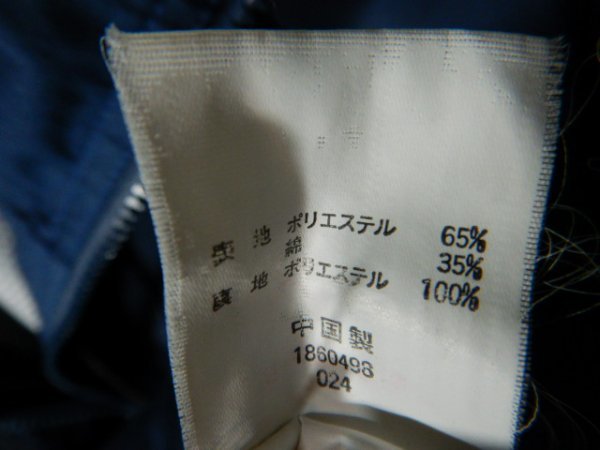 表 地 ポリエステル 65%
綿 35%
裏 地 ポリエステル 100%
中国製
1860498
024